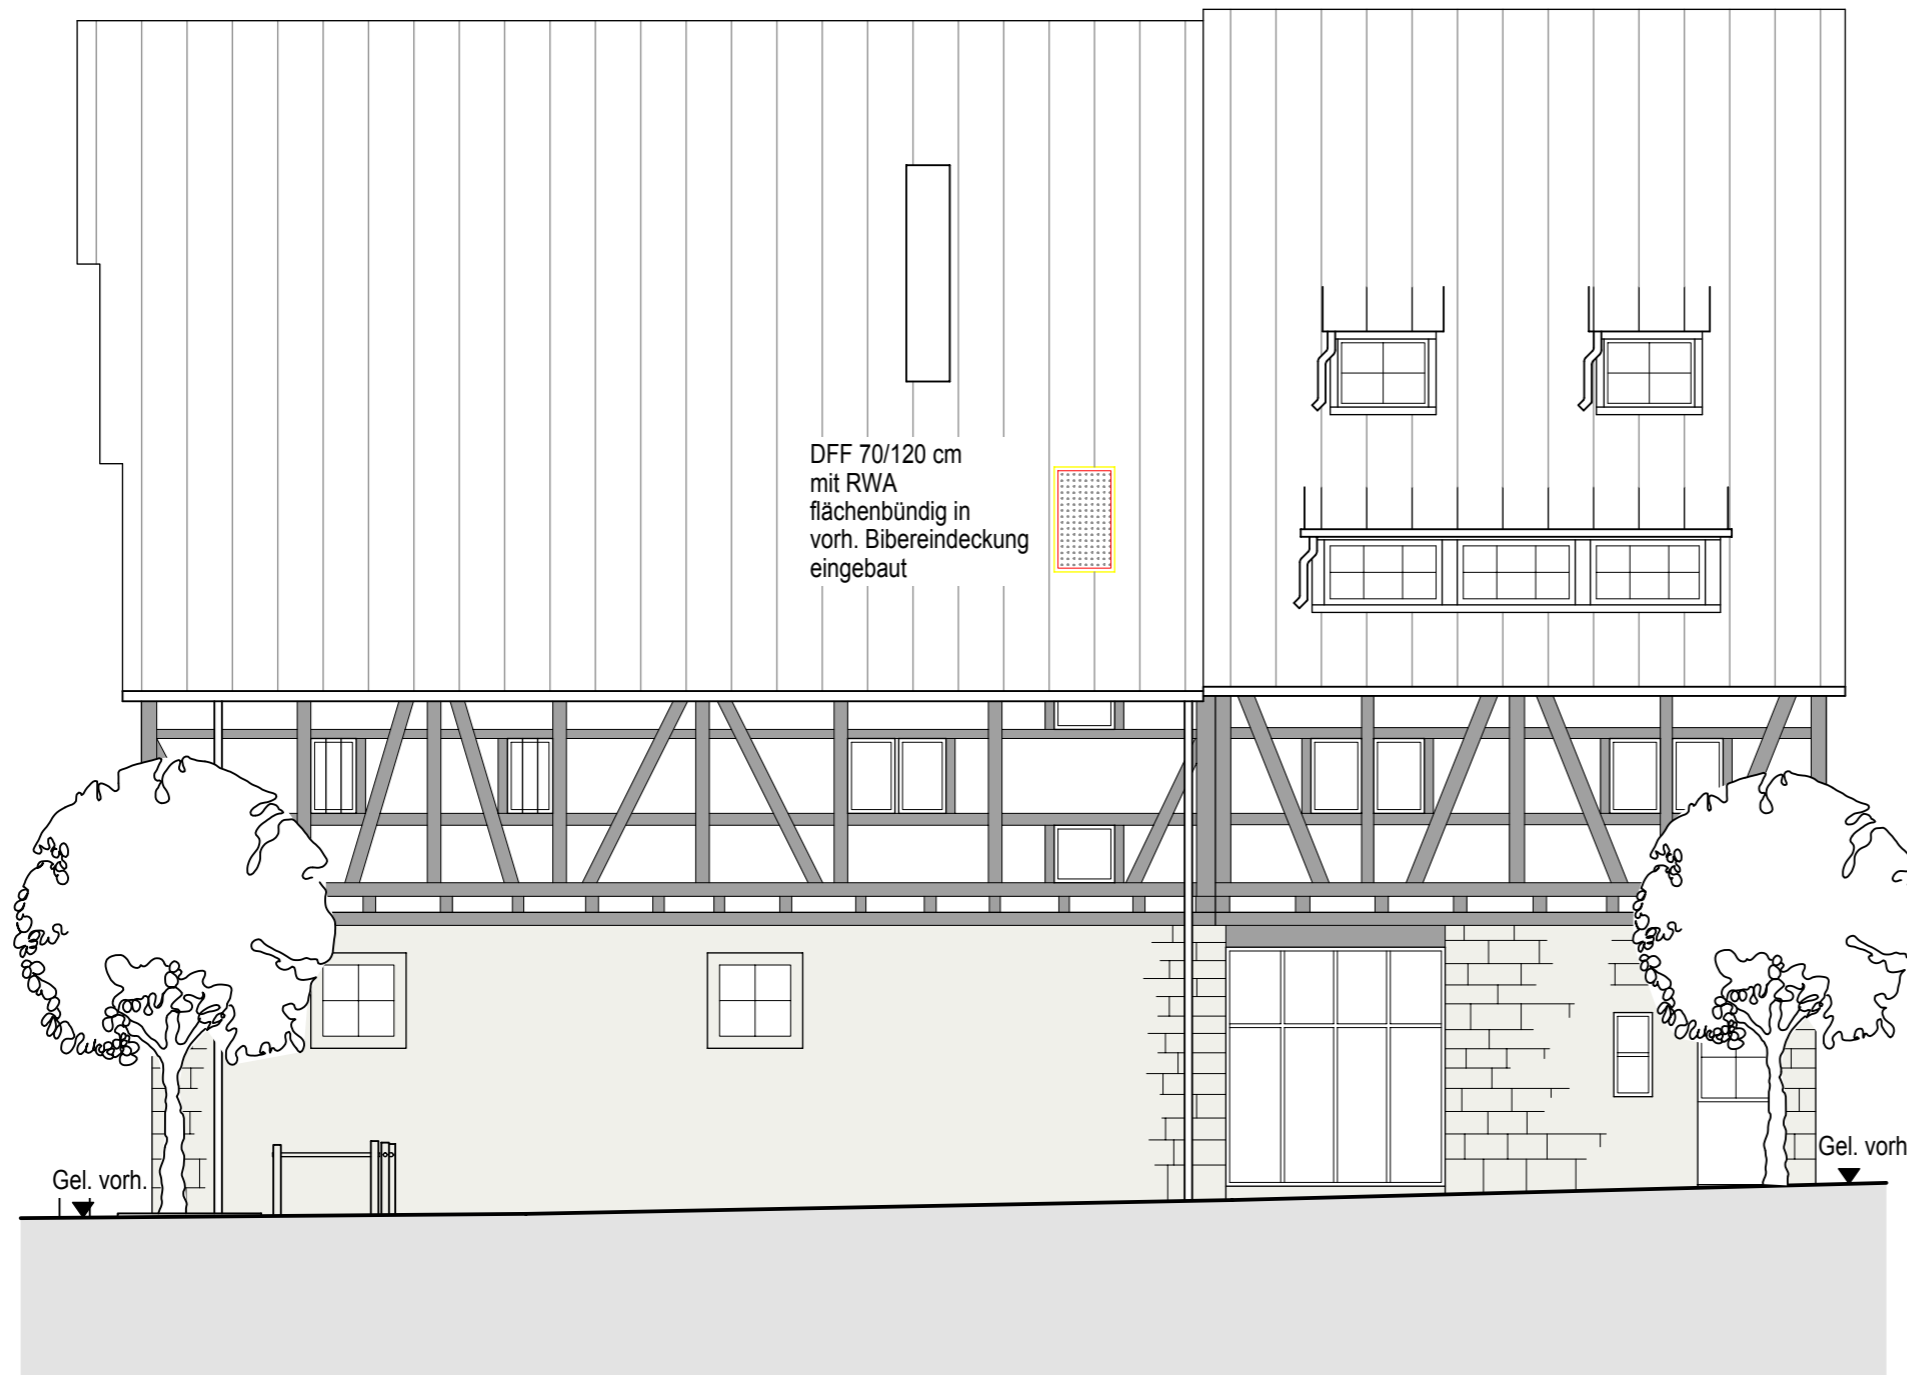 DFF 70/120 cm
mit RWA
flächenbündig in
vorh. Bibereindeckung
eingebaut
Gel. vorh.
Gel. vorh